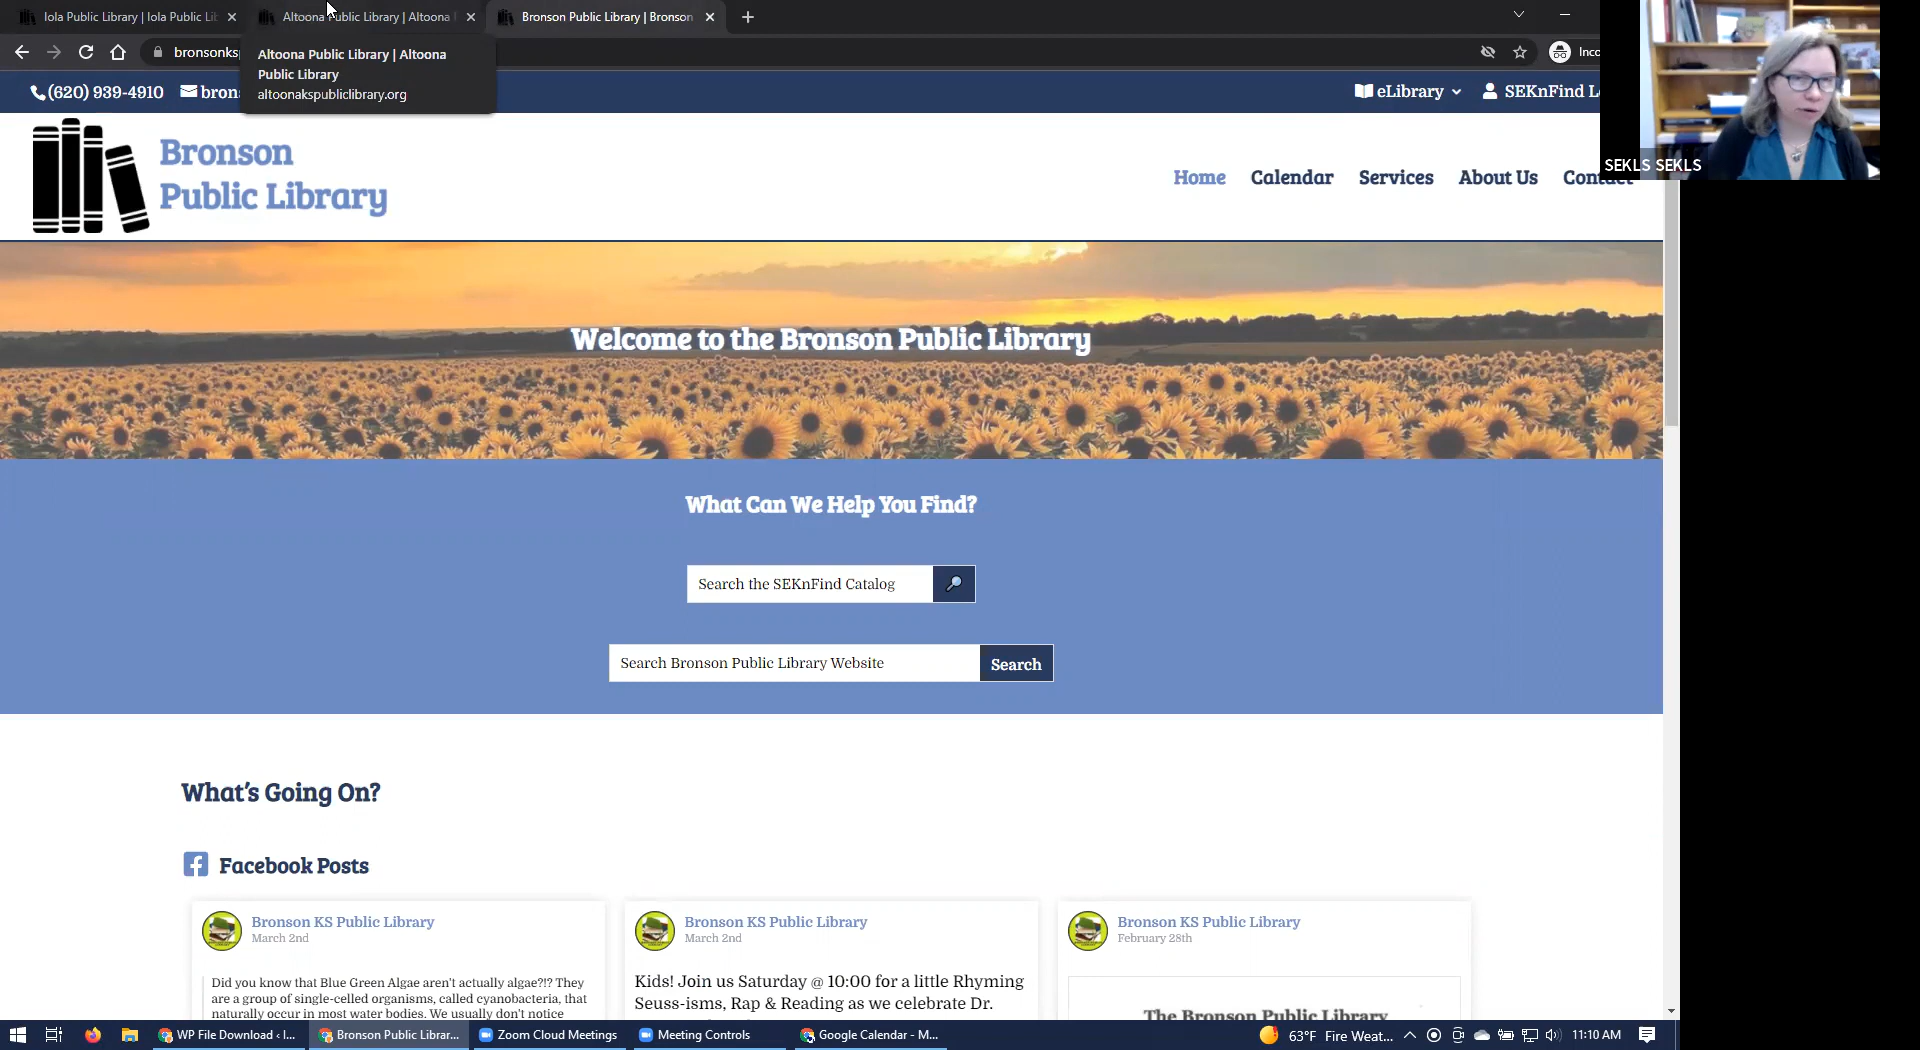 Iola Public Library | Iola Public Lib
Altoona Public Library | Altoona
Bronson Public Library | Bronson
bronsonks
Altoona Public Library | Altoona
Public Library
altoonakspubliclibrary.org
(620) 939-4910
bron
eLibrary
SEKnFind L
SEKLS SEKLS
Bronson
Public Library
Home
Calendar
Services
About Us
Contact
Welcome to the Bronson Public Library
What Can We Help You Find?
Search the SEKnFind Catalog
Search Bronson Public Library Website
Search
What's Going On?
Facebook Posts
Bronson KS Public Library
March 2nd
Did you know that Blue Green Algae aren't actually algae?!? They
are a group of single-celled organisms, called cyanobacteria, that
naturally occur in most water bodies. We usually don't notice
Bronson KS Public Library
March 2nd
Kids! Join us Saturday @ 10:00 for a little Rhyming
Seuss-isms, Rap & Reading as we celebrate Dr.
Bronson KS Public Library
February 28th
The Bronson Public Library
WP File Download ‹ I...
Bronson Public Librar...
Zoom Cloud Meetings
Meeting Controls
Google Calendar - M...
63°F Fire Weat...
11:10 AM